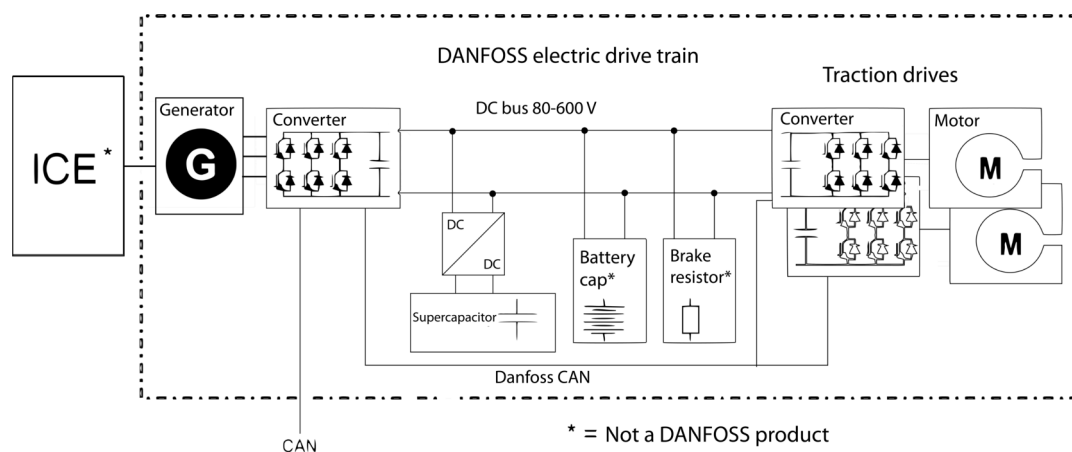 DANFOSS electric drive train
Traction drives
ICE*
Generator
G
Converter
DC bus 80-600 V
Converter
Motor
M
M
DC
DC
Supercapacitor
Battery
cap*
Brake
resistor*
Danfoss CAN
CAN
* = Not a DANFOSS product